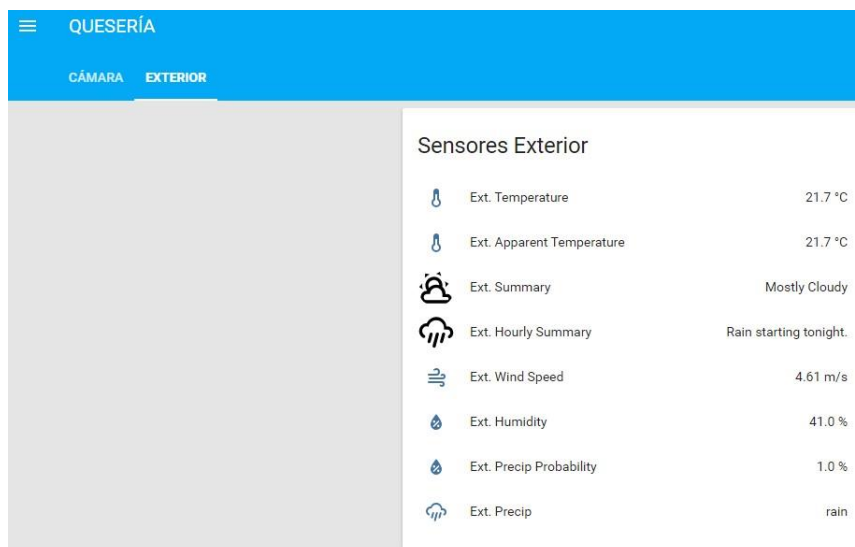 QUESERÍA
CÁMARA EXTERIOR
Sensores Exterior
Ext. Temperature 21.7 °C
Ext. Apparent Temperature 21.7 °C
Ext. Summary Mostly Cloudy
Ext. Hourly Summary Rain starting tonight.
Ext. Wind Speed 4.61 m/s
Ext. Humidity 41.0 %
Ext. Precip Probability 1.0 %
Ext. Precip rain